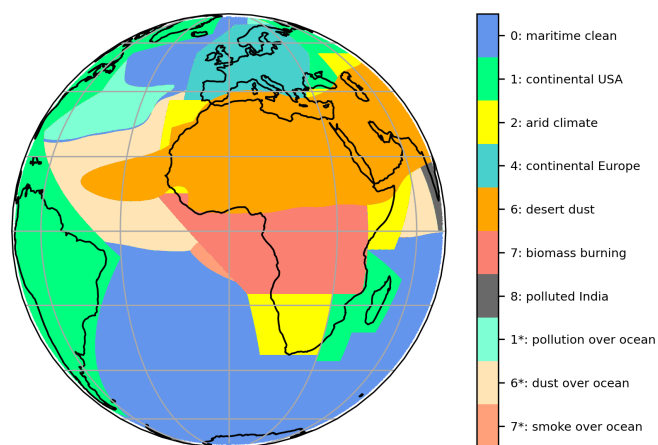 0: maritime clean
1: continental USA
2: arid climate
4: continental Europe
6: desert dust
7: biomass burning
8: polluted India
1*: pollution over ocean
6*: dust over ocean
7*: smoke over ocean